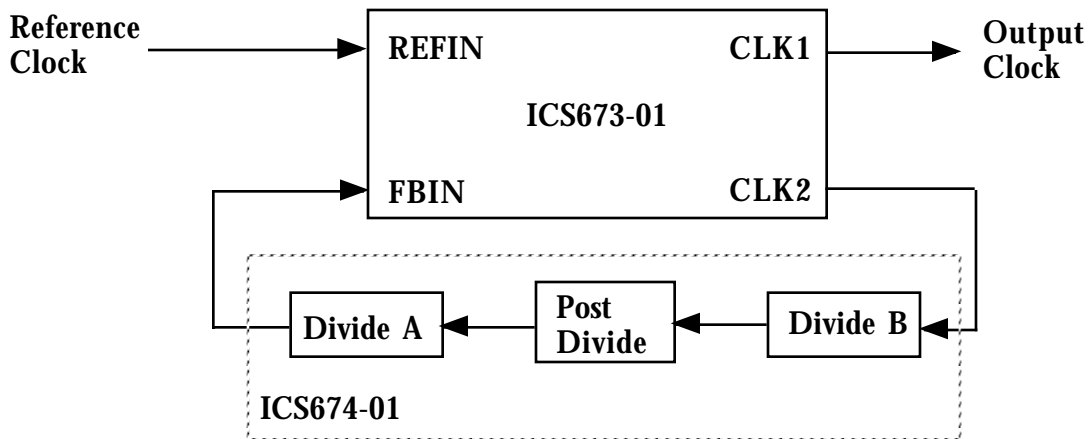 Reference
Clock
REFIN
CLK1
Output
Clock
ICS673-01
FBIN
CLK2
Divide A
Post
Divide
Divide B
ICS674-01